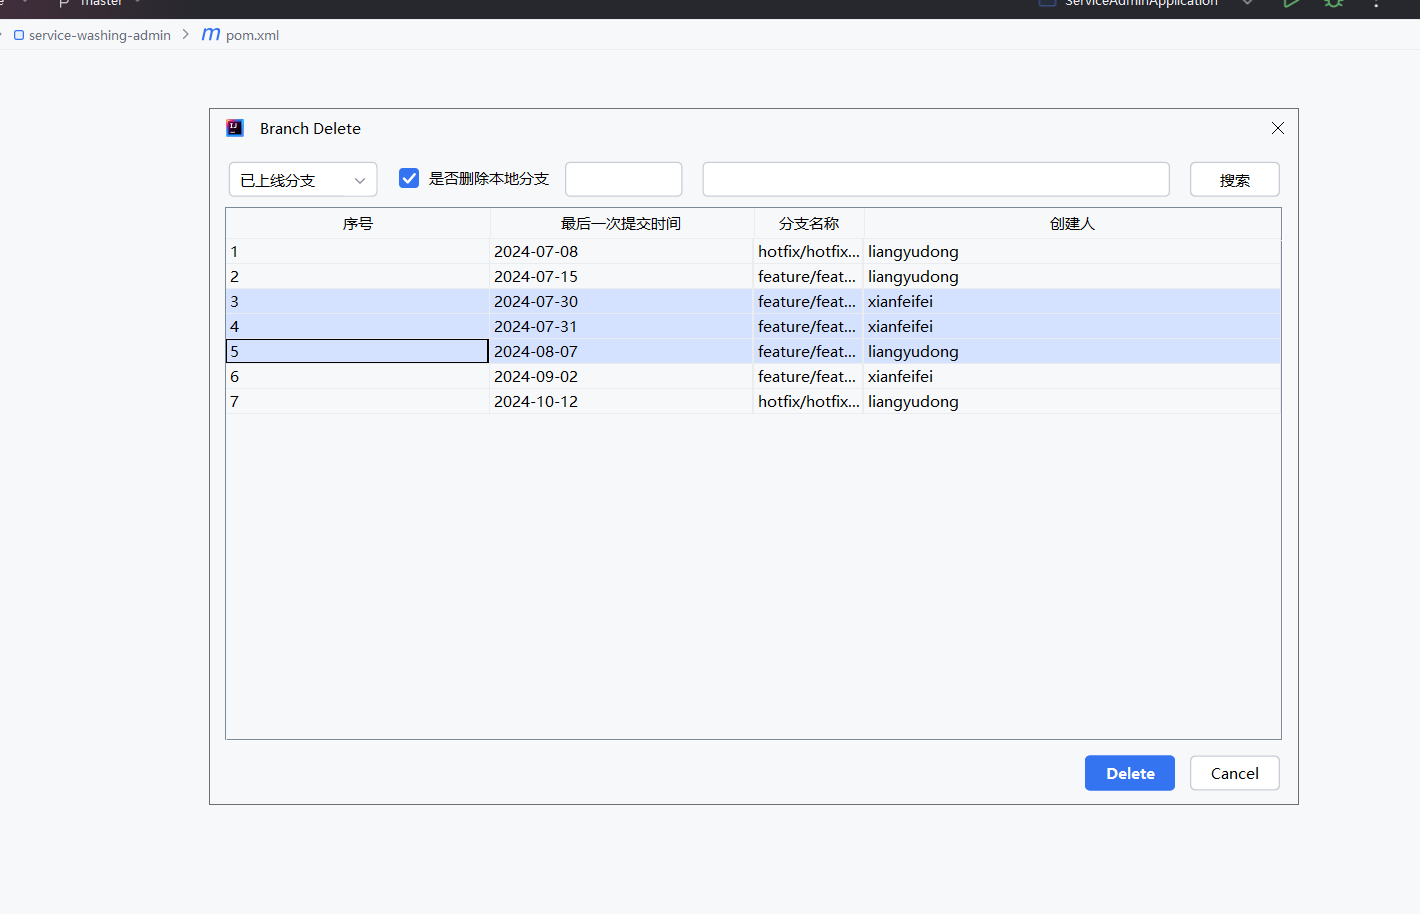 master ServiceAdminApplication
service-washing-admin > m pom.xml
Branch Delete
已上线分支 是否删除本地分支 搜索
序号 最后一次提交时间 分支名称 创建人
1 2024-07-08 hotfix/hotfix... liangyudong
2 2024-07-15 feature/feat... liangyudong
3 2024-07-30 feature/feat... xianfeifei
4 2024-07-31 feature/feat... xianfeifei
5 2024-08-07 feature/feat... liangyudong
6 2024-09-02 feature/feat... xianfeifei
7 2024-10-12 hotfix/hotfix... liangyudong
Delete Cancel